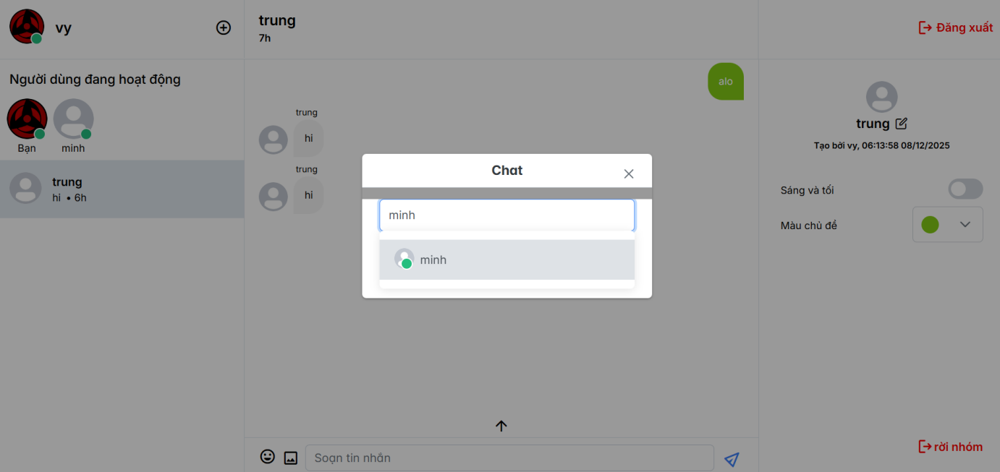 vy
Người dùng đang hoạt động
Bạn
minh
trung
hi • 6h
trung
7h
alo
trung
hi
trung
hi
Soạn tin nhắn
Chat
minh
minh
Đăng xuất
trung
Tạo bởi vy, 06:13:58 08/12/2025
Sáng và tối
Màu chủ đề
rời nhóm